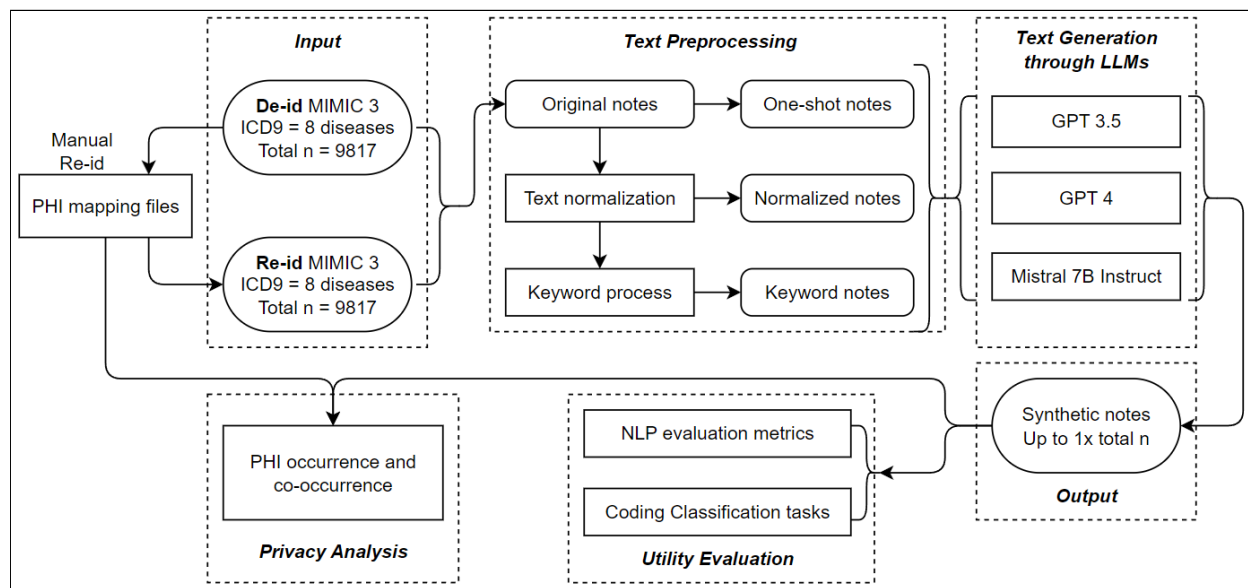 Input
De-id MIMIC 3
ICD9 = 8 diseases
Total n = 9817
Manual
Re-id
PHI mapping files
Re-id MIMIC 3
ICD9 = 8 diseases
Total n = 9817
Text Preprocessing
Original notes
One-shot notes
Text normalization
Normalized notes
Keyword process
Keyword notes
Text Generation
through LLMs
GPT 3.5
GPT 4
Mistral 7B Instruct
PHI occurrence and
co-occurrence
Privacy Analysis
NLP evaluation metrics
Coding Classification tasks
Utility Evaluation
Synthetic notes
Up to 1x total n
Output